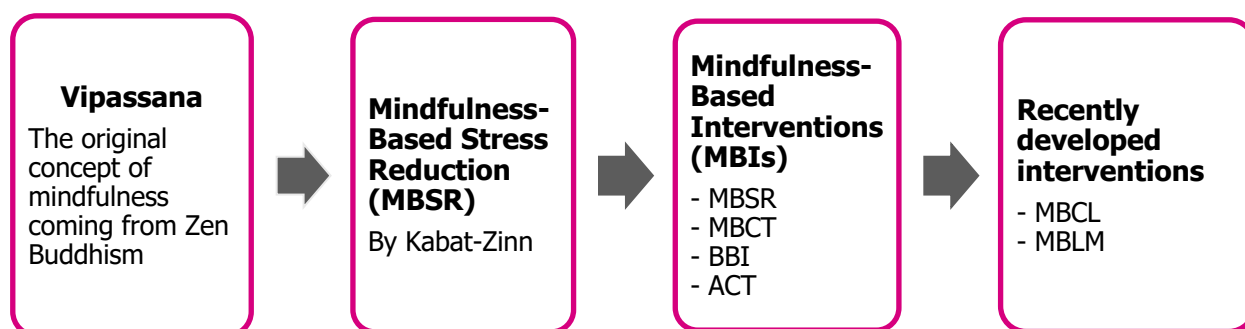 Vipassana
The original
concept of
mindfulness
coming from Zen
Buddhism
Mindfulness-
Based Stress
Reduction
(MBSR)
By Kabat-Zinn
Mindfulness-
Based
Interventions
(MBIs)
- MBSR
- MBCT
- BBI
- ACT
Recently
developed
interventions
- MBCL
- MBLM